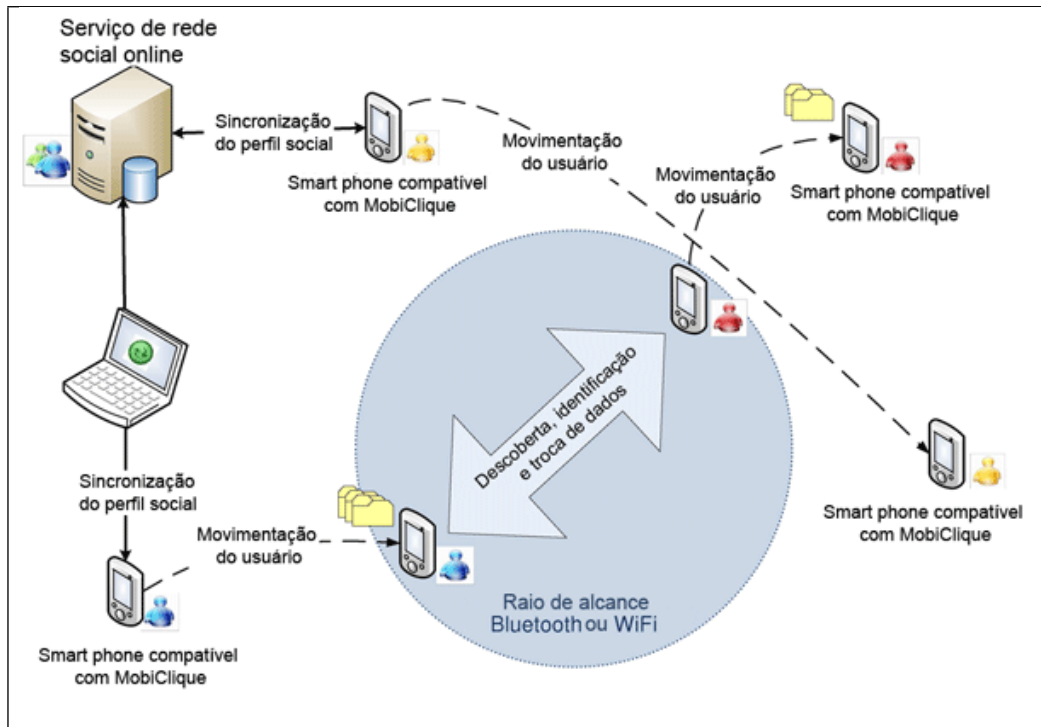 Serviço de rede
social online
Sincronização
do perfil social
Smart phone compatível
com MobiClique
Movimentação
do usuário
Movimentação
do usuário
Smart phone compatível
com MobiClique
Descoberta, identificação
e troca de dados
Sincronização
do perfil social
Movimentação
do usuário
Smart phone compatível
com MobiClique
Raio de alcance
Bluetooth ou WiFi
Smart phone compatível
com MobiClique